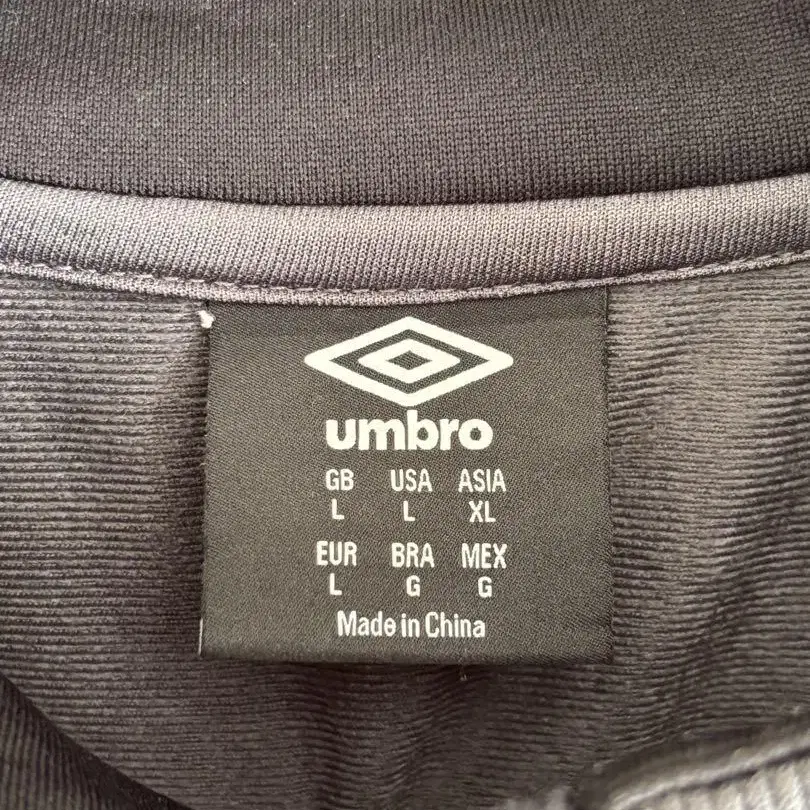 umbro
GB USA ASIA
L L XL
EUR BRA MEX
L G G
Made in China